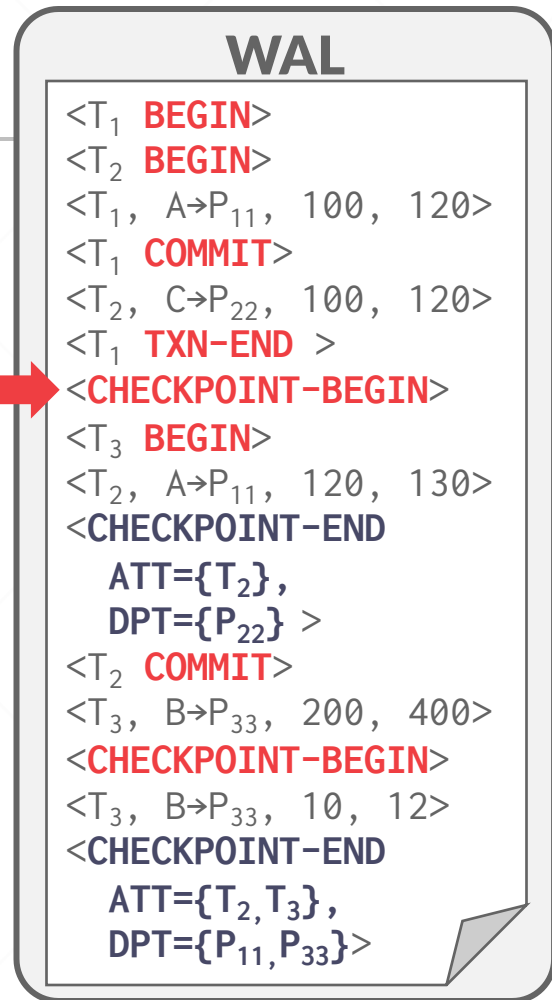 WAL
<T₁ BEGIN>
<T₂ BEGIN>
<T₁, A→P₁₁, 100, 120>
<T₁ COMMIT>
<T₂, C→P₂₂, 100, 120>
<T₁ TXN-END >
<CHECKPOINT-BEGIN>
<T₃ BEGIN>
<T₂, A→P₁₁, 120, 130>
<CHECKPOINT-END
ATT={T₂},
DPT={P₂₂} >
<T₂ COMMIT>
<T₃, B→P₃₃, 200, 400>
<CHECKPOINT-BEGIN>
<T₃, B→P₃₃, 10, 12>
<CHECKPOINT-END
ATT={T₂,T₃},
DPT={P₁₁,P₃₃}>